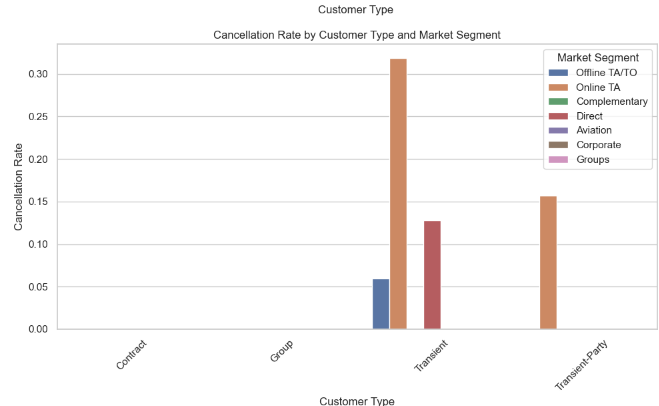 Customer Type
Cancellation Rate by Customer Type and Market Segment
Market Segment
Offline TA/TO
Online TA
Complementary
Direct
Aviation
Corporate
Groups
Cancellation Rate
0.30
0.25
0.20
0.15
0.10
0.05
0.00
Contract
Group
Transient
Transient-Party
Customer Type